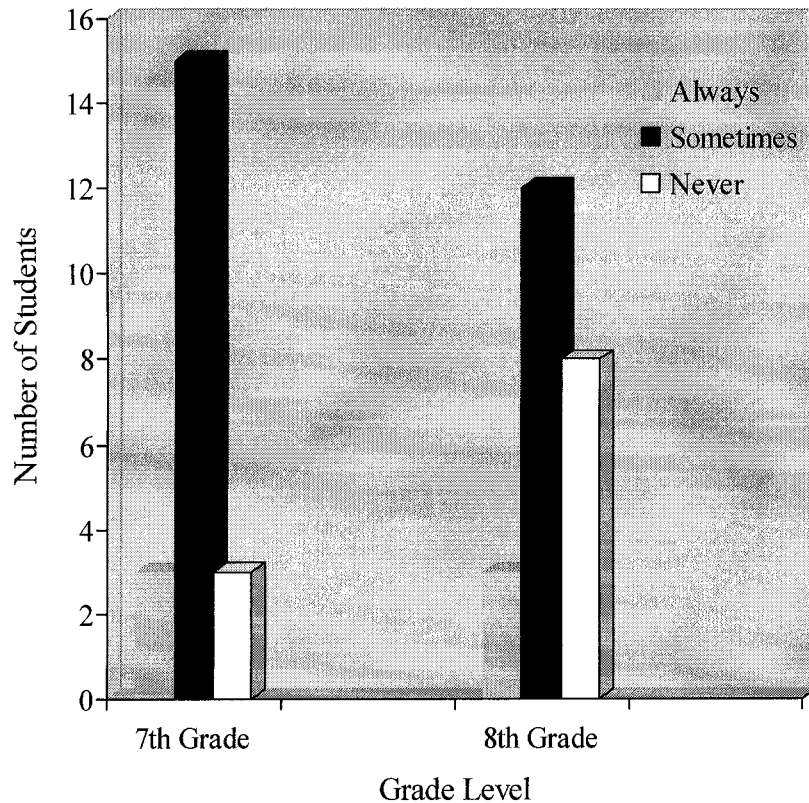 16
14
12
10
8
6
4
2
0
Number of Students
Always
Sometimes
Never
7th Grade
8th Grade
Grade Level